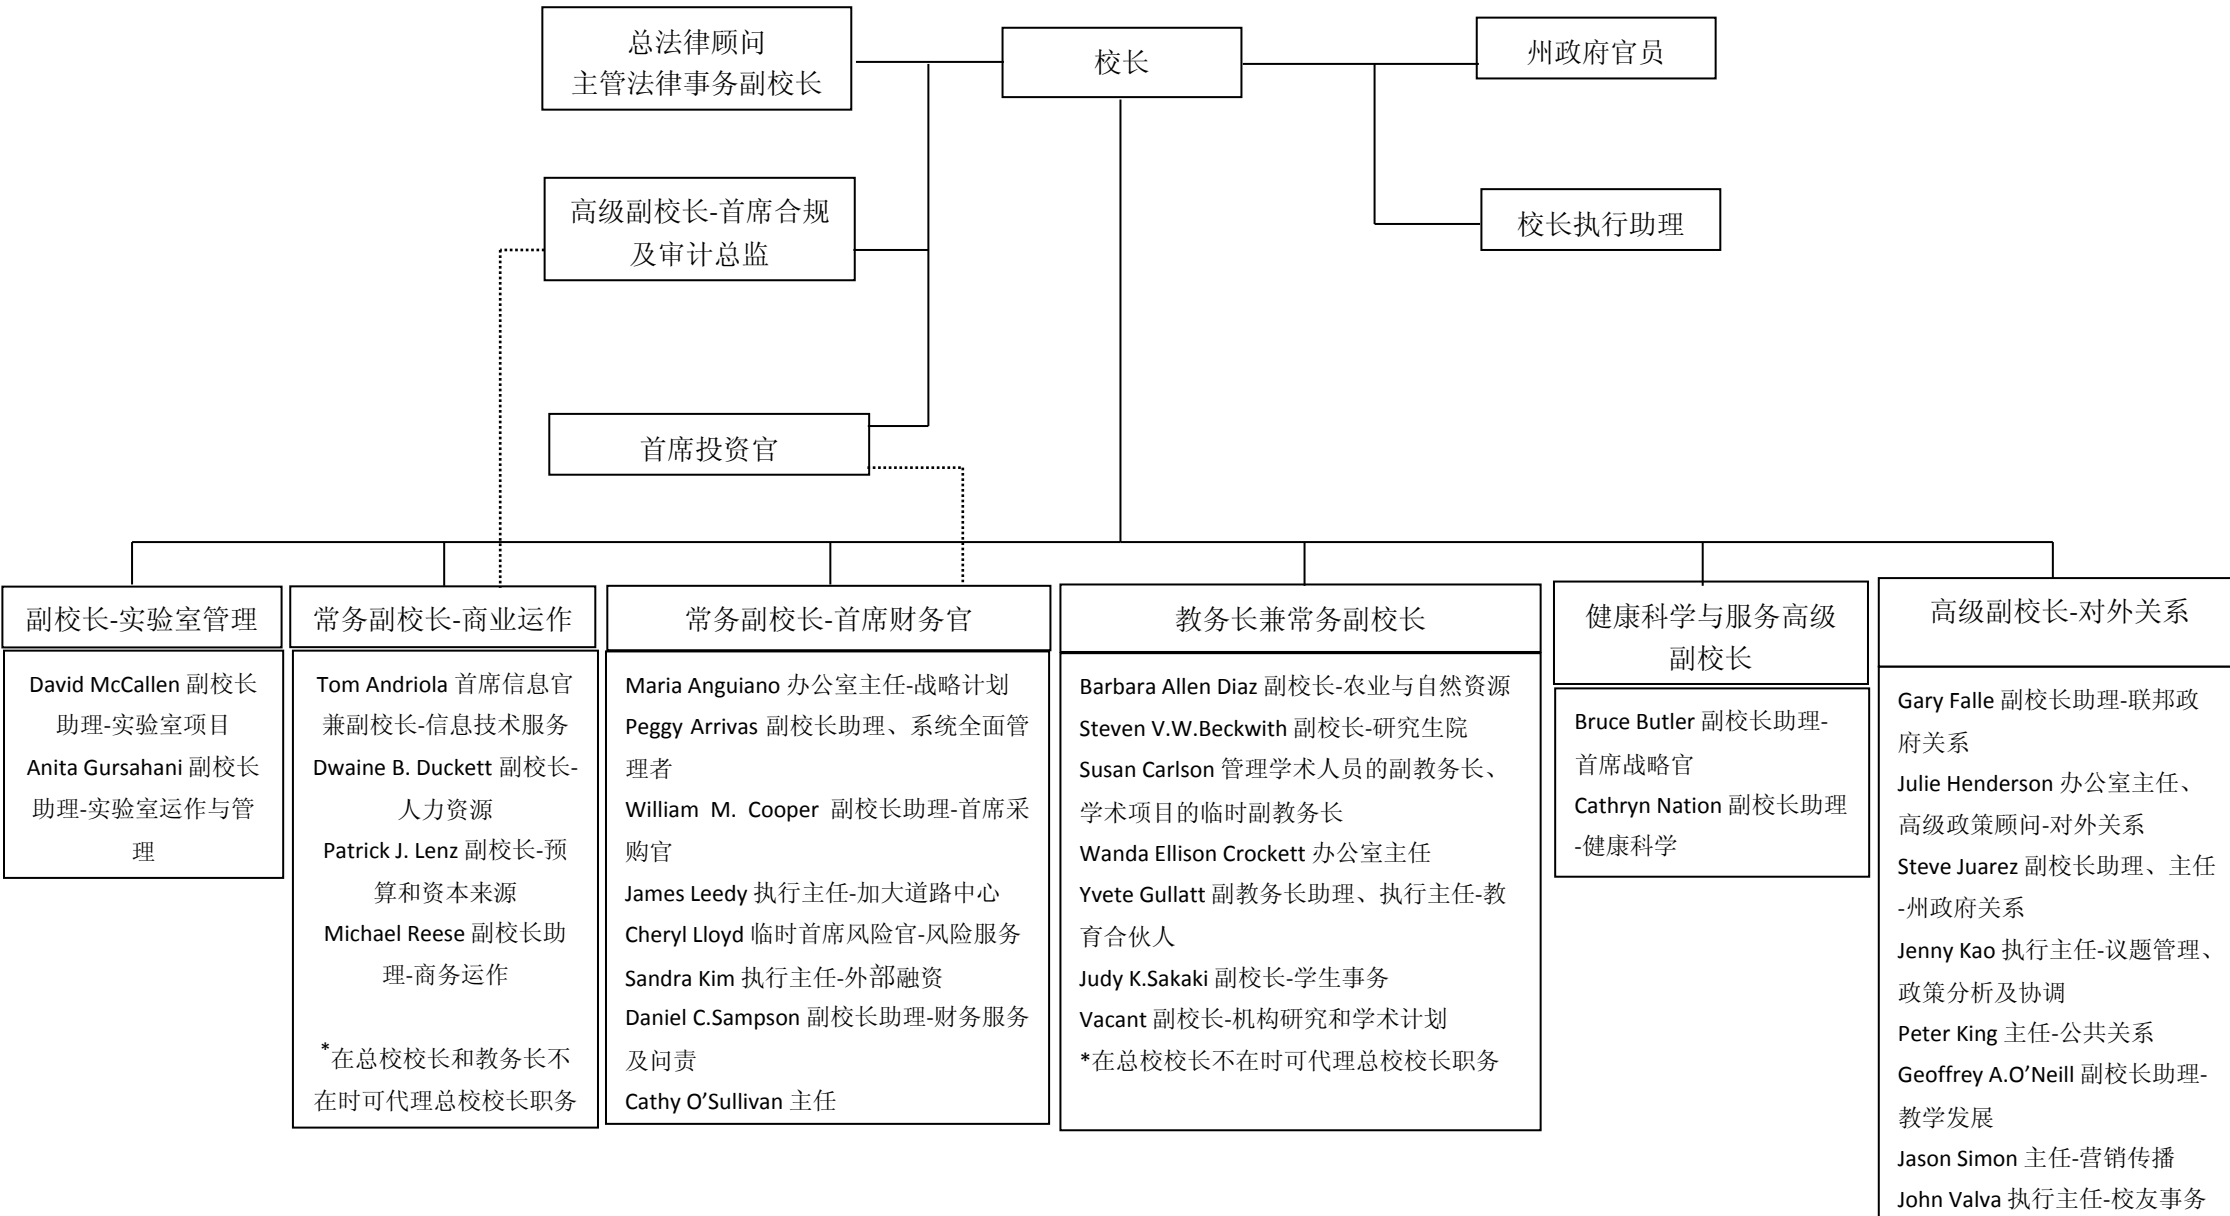 总法律顾问
主管法律事务副校长
校长
州政府官员
高级副校长-首席合规
及审计总监
校长执行助理
首席投资官
副校长-实验室管理
David McCallen 副校长
助理-实验室项目
Anita Gursahani 副校长
助理-实验室运作与管
理
常务副校长-商业运作
Tom Andriola 首席信息官
兼副校长-信息技术服务
Dwaine B. Duckett 副校长-
人力资源
Patrick J. Lenz 副校长-预
算和资本来源
Michael Reese 副校长助
理-商务运作
*在总校校长和教务长不
在时可代理总校校长职务
常务副校长-首席财务官
Maria Anguiano 办公室主任-战略计划
Peggy Arrivas 副校长助理、系统全面管
理者
William M. Cooper 副校长助理-首席采
购官
James Leedy 执行主任-加大道路中心
Cheryl Lloyd 临时首席风险官-风险服务
Sandra Kim 执行主任-外部融资
Daniel C.Sampson 副校长助理-财务服务
及问责
Cathy O’Sullivan 主任
教务长兼常务副校长
Barbara Allen Diaz 副校长-农业与自然资源
Steven V.W.Beckwith 副校长-研究生院
Susan Carlson 管理学术人员的副教务长、
学术项目的临时副教务长
Wanda Ellison Crockett 办公室主任
Yvete Gullatt 副教务长助理、执行主任-教
育合伙人
Judy K.Sakaki 副校长-学生事务
Vacant 副校长-机构研究和学术计划
*在总校校长不在时可代理总校校长职务
健康科学与服务高级
副校长
Bruce Butler 副校长助理-
首席战略官
Cathryn Nation 副校长助理
-健康科学
高级副校长-对外关系
Gary Falle 副校长助理-联邦政
府关系
Julie Henderson 办公室主任、
高级政策顾问-对外关系
Steve Juarez 副校长助理、主任
-州政府关系
Jenny Kao 执行主任-议题管理、
政策分析及协调
Peter King 主任-公共关系
Geoffrey A.O’Neill 副校长助理-
教学发展
Jason Simon 主任-营销传播
John Valva 执行主任-校友事务